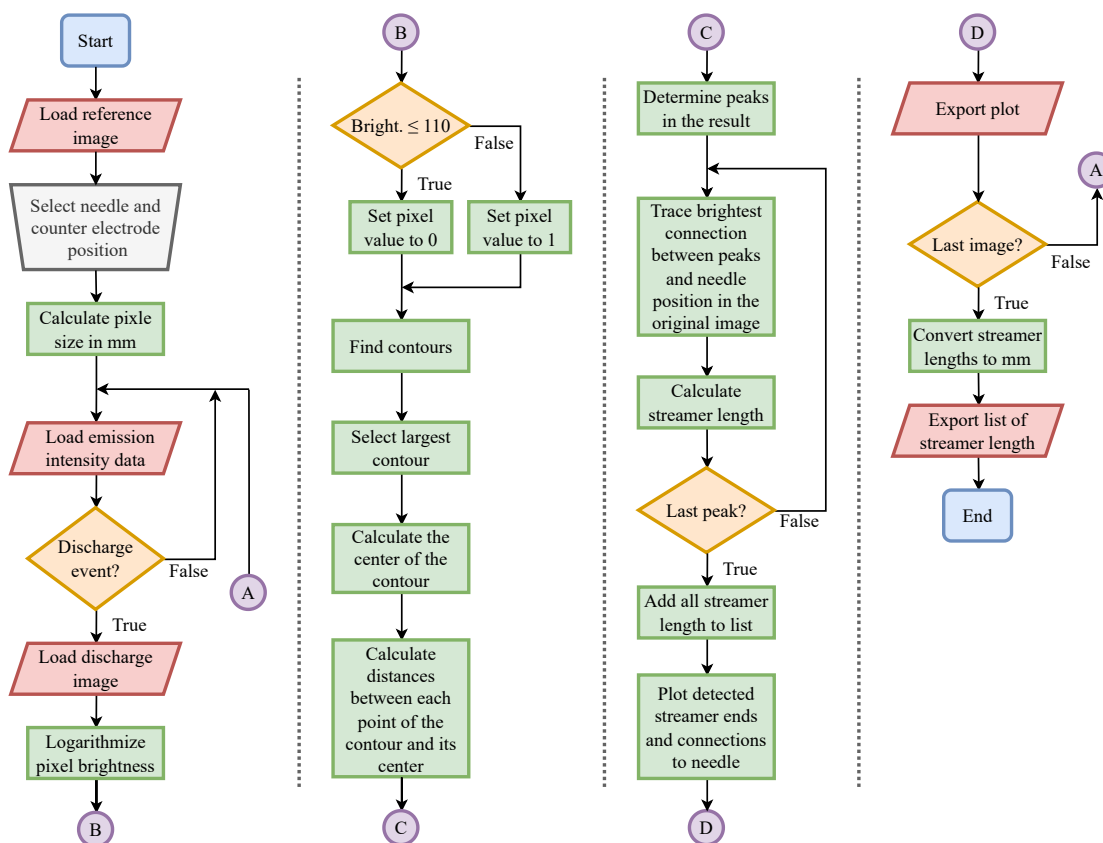 Start
Load reference
image
Select needle and
counter electrode
position
Calculate pixle
size in mm
Load emission
intensity data
Discharge
event?
False
A
True
Load discharge
image
Logarithmize
pixel brightness
B
B
Bright. ≤ 110
False
True
Set pixel
value to 0
Set pixel
value to 1
Find contours
Select largest
contour
Calculate the
center of the
contour
Calculate
distances
between each
point of the
contour and its
center
C
C
Determine peaks
in the result
Trace brightest
connection
between peaks
and needle
position in the
original image
Calculate
streamer length
Last peak?
False
True
Add all streamer
length to list
Plot detected
streamer ends
and connections
to needle
D
D
Export plot
A
Last image?
False
True
Convert streamer
lengths to mm
Export list of
streamer length
End